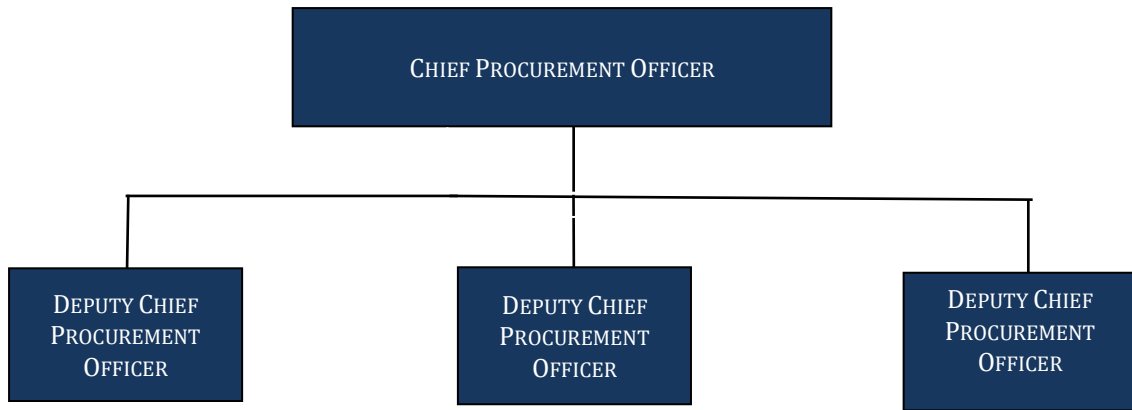 CHIEF PROCUREMENT OFFICER
DEPUTY CHIEF
PROCUREMENT
OFFICER
DEPUTY CHIEF
PROCUREMENT
OFFICER
DEPUTY CHIEF
PROCUREMENT
OFFICER